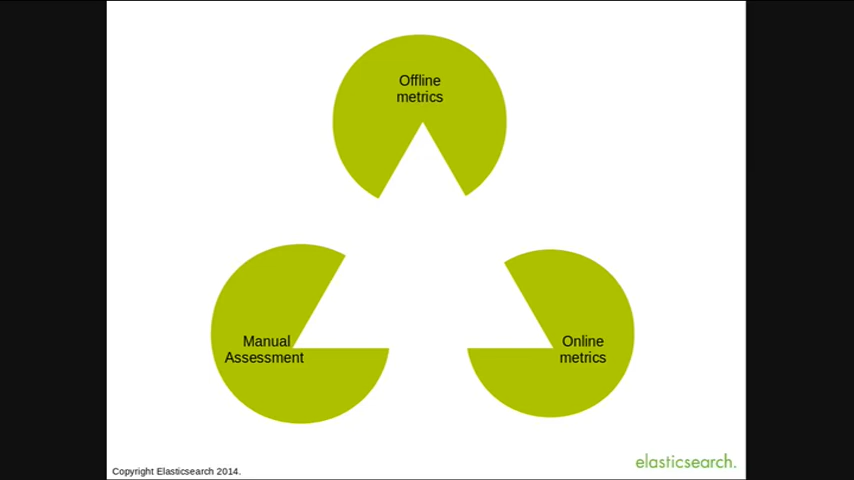 Offline
metrics
Manual
Assessment
Online
metrics
Copyright Elasticsearch 2014.
elasticsearch.